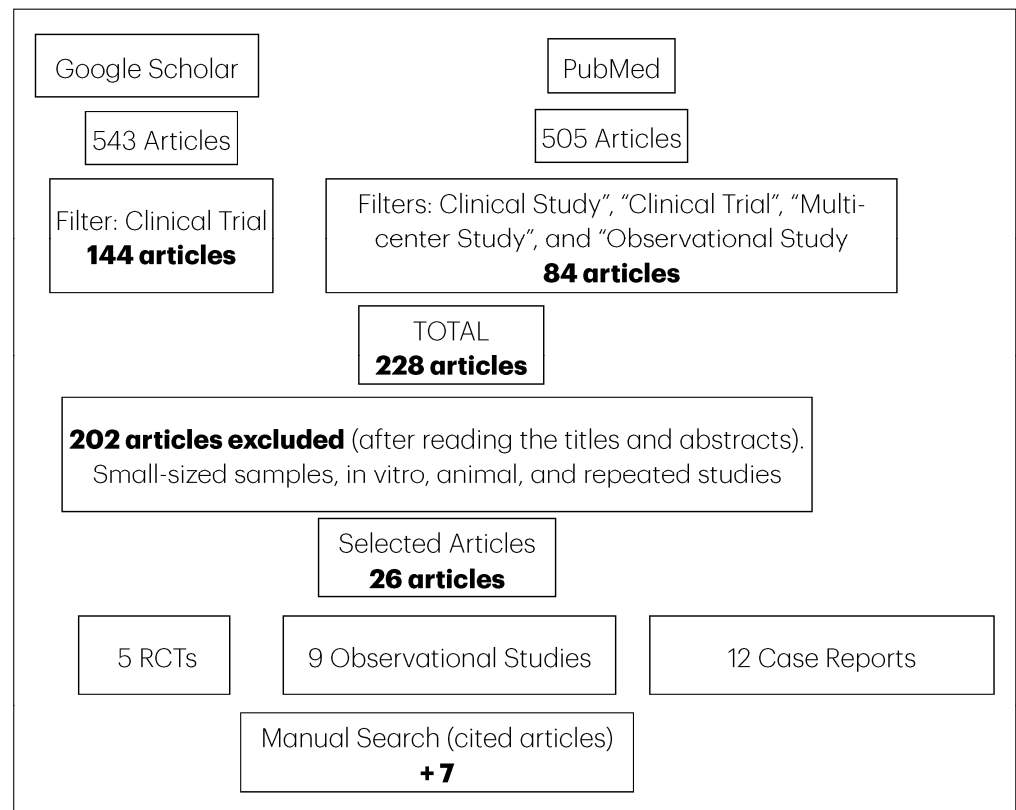 Google Scholar
PubMed
543 Articles
505 Articles
Filter: Clinical Trial
144 articles
Filters: Clinical Study”, “Clinical Trial”, “Multi-
center Study”, and “Observational Study
84 articles
TOTAL
228 articles
202 articles excluded (after reading the titles and abstracts).
Small-sized samples, in vitro, animal, and repeated studies
Selected Articles
26 articles
5 RCTs
9 Observational Studies
12 Case Reports
Manual Search (cited articles)
+ 7